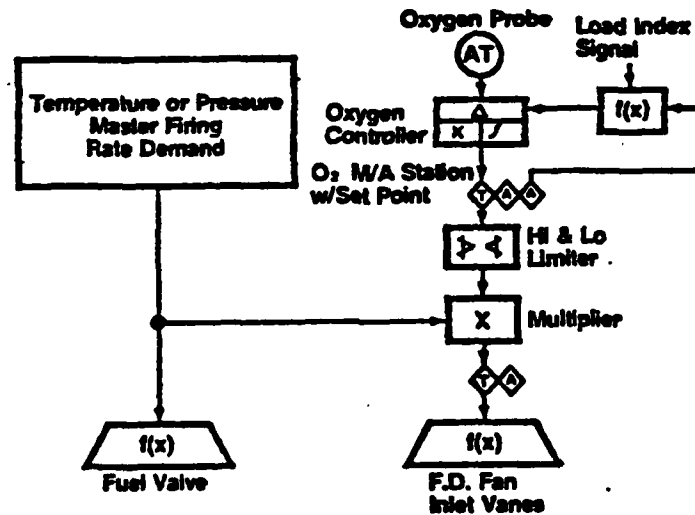 Oxygen Probe
AT
Load Index
Signal
Temperature or Pressure
Master Firing
Rate Demand
Oxygen
Controller
Δ
K ∫
f(x)
O₂ M/A Station
w/Set Point
T A A
Hi & Lo
Limiter
X
Multiplier
T A
f(x)
Fuel Valve
f(x)
F.D. Fan
Inlet Vanes